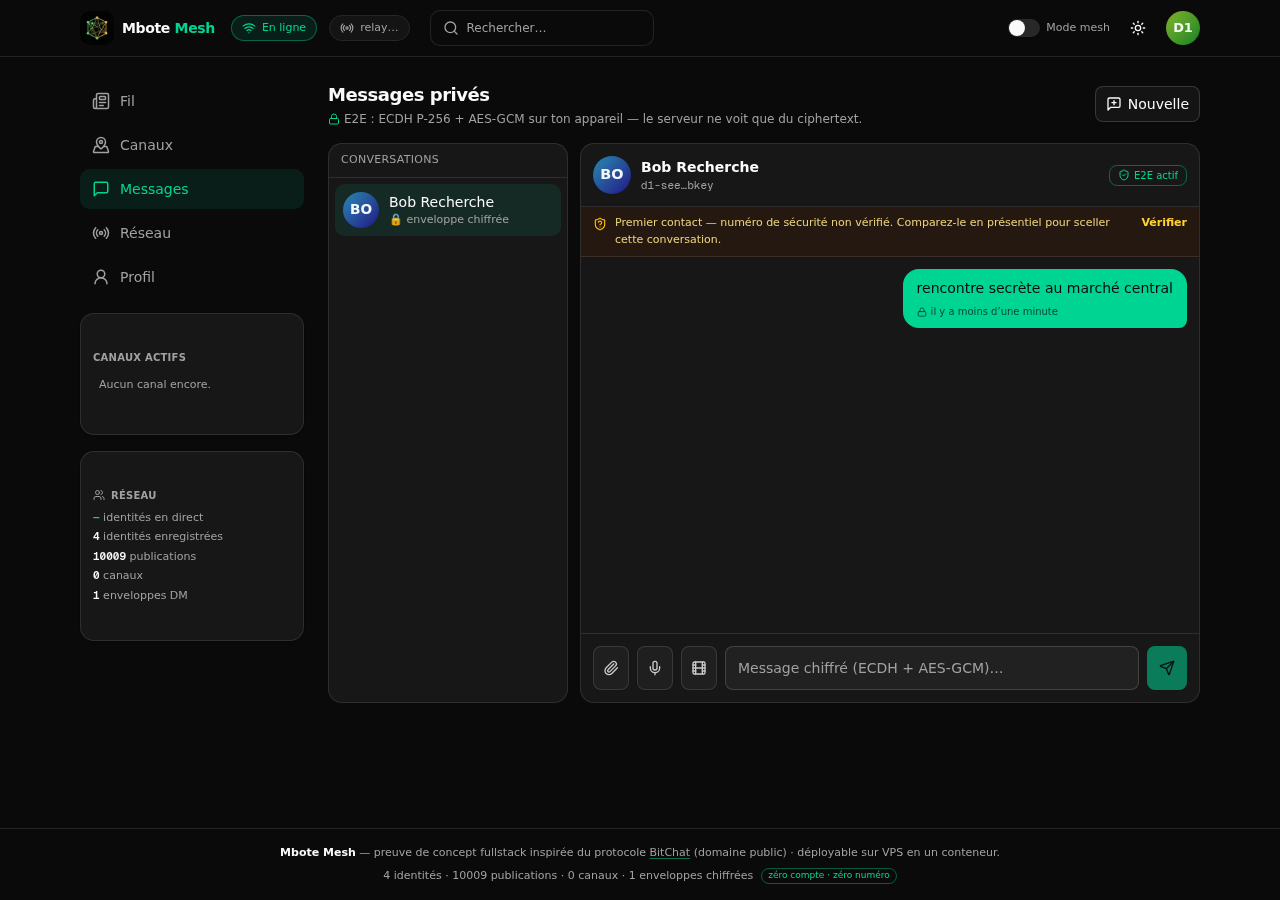 Mbote Mesh
En ligne
relay…
Rechercher…
Mode mesh
D1
Fil
Canaux
Messages
Réseau
Profil
CANAUX ACTIFS
Aucun canal encore.
RÉSEAU
— identités en direct
4 identités enregistrées
10009 publications
0 canaux
1 enveloppes DM
Messages privés
E2E : ECDH P-256 + AES-GCM sur ton appareil — le serveur ne voit que du ciphertext.
Nouvelle
CONVERSATIONS
BO
Bob Recherche
🔒 enveloppe chiffrée
BO
Bob Recherche
d1-see…bkey
E2E actif
Premier contact — numéro de sécurité non vérifié. Comparez-le en présentiel pour sceller
cette conversation.
Vérifier
rencontre secrète au marché central
il y a moins d’une minute
Message chiffré (ECDH + AES-GCM)…
Mbote Mesh — preuve de concept fullstack inspirée du protocole BitChat (domaine public) · déployable sur VPS en un conteneur.
4 identités · 10009 publications · 0 canaux · 1 enveloppes chiffrées
zéro compte · zéro numéro